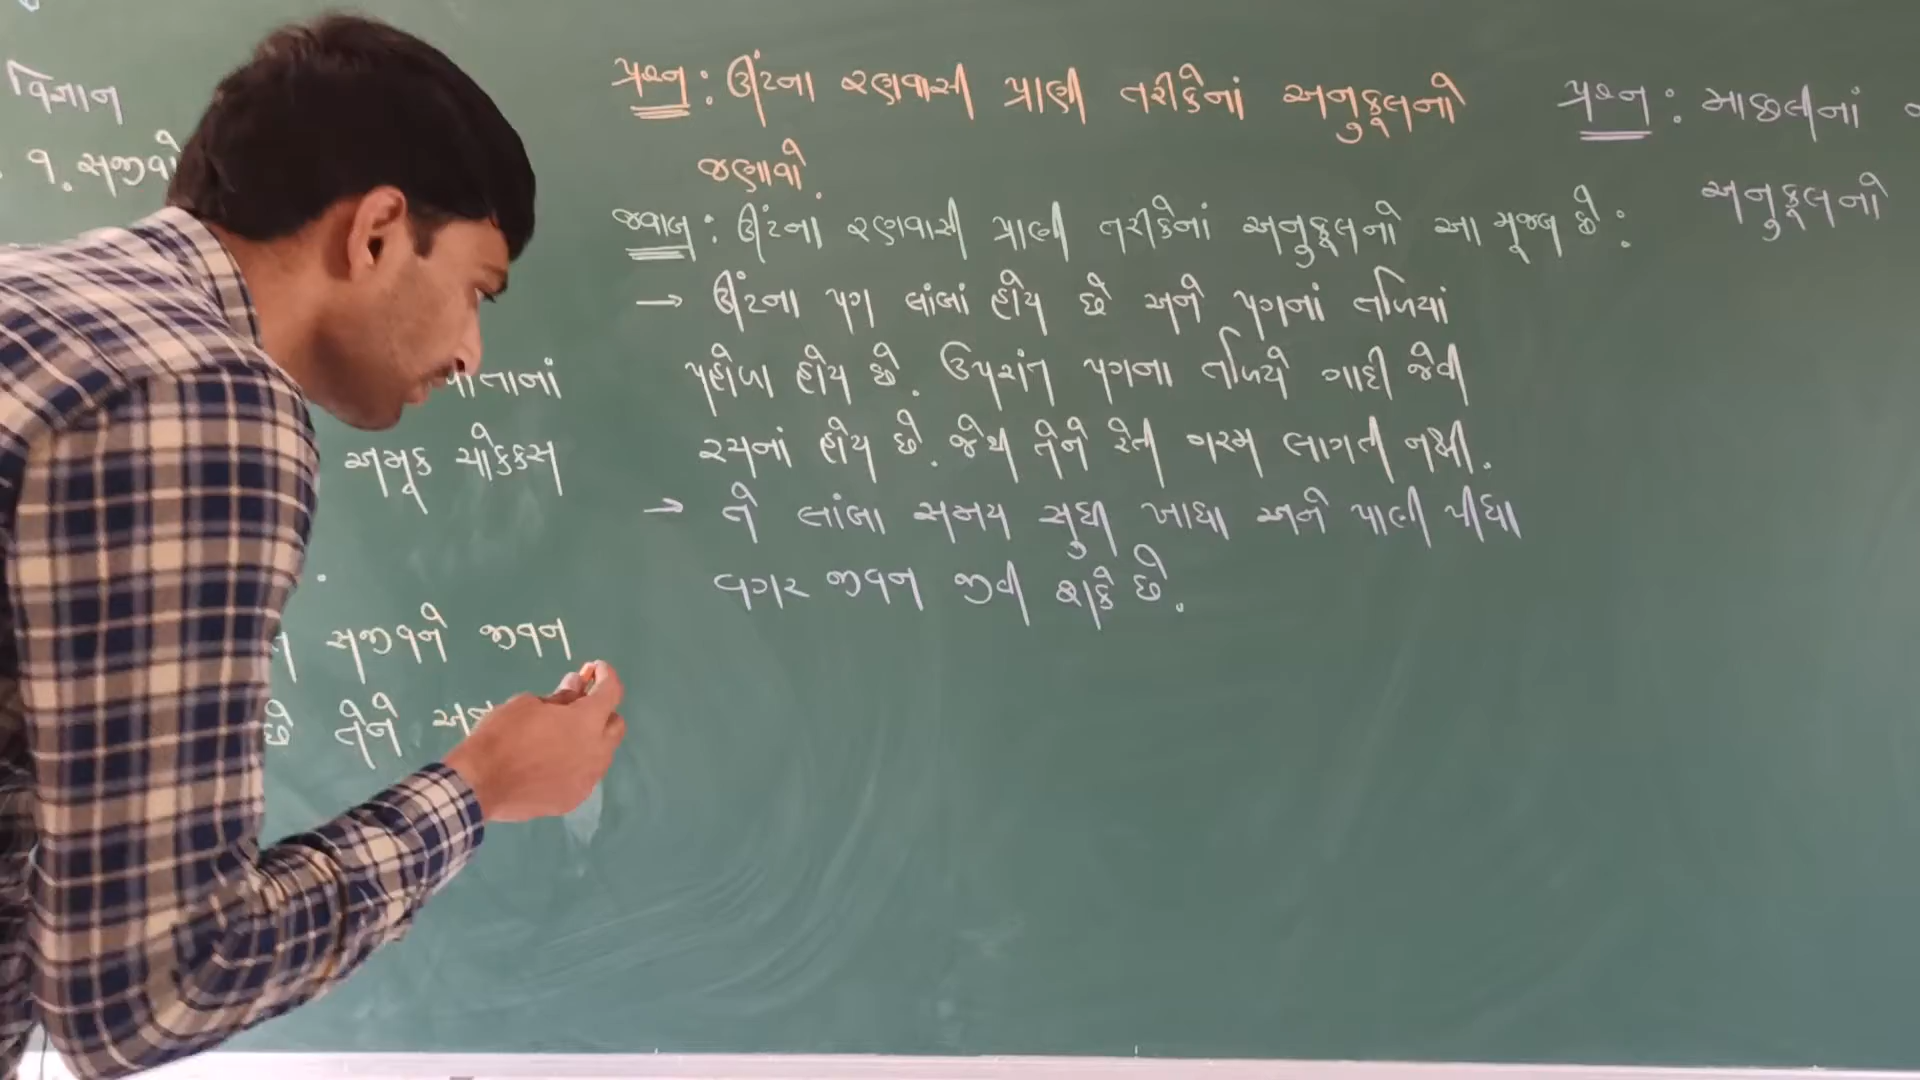 વિજ્ઞાન
૧. સજીવો
અમૂક ચોક્કસ
સજીવને જીવન
છે તેને
પ્રશ્ન : ઊંટના રણવાસી પ્રાણી તરીકેનાં અનુકૂલનો
જણાવો.
જવાબ : ઊંટનાં રણવાસી પ્રાણી તરીકેનાં અનુકૂલનો આ મૂજબ છે :
→ ઊંટના પગ લાંબાં હોય છે અને પગનાં તળિયાં
પહોળા હોય છે. ઉપરાંત પગના તળિયે ગાદી જેવી
રચનાં હોય છે. જેથી તેને રેતી ગરમ લાગતી નથી.
→ તે લાંબા સમય સુધી ખાધા અને પાણી પીધા
વગર જીવન જીવી શકે છે.
પ્રશ્ન : માછલીનાં
અનુકૂલનો